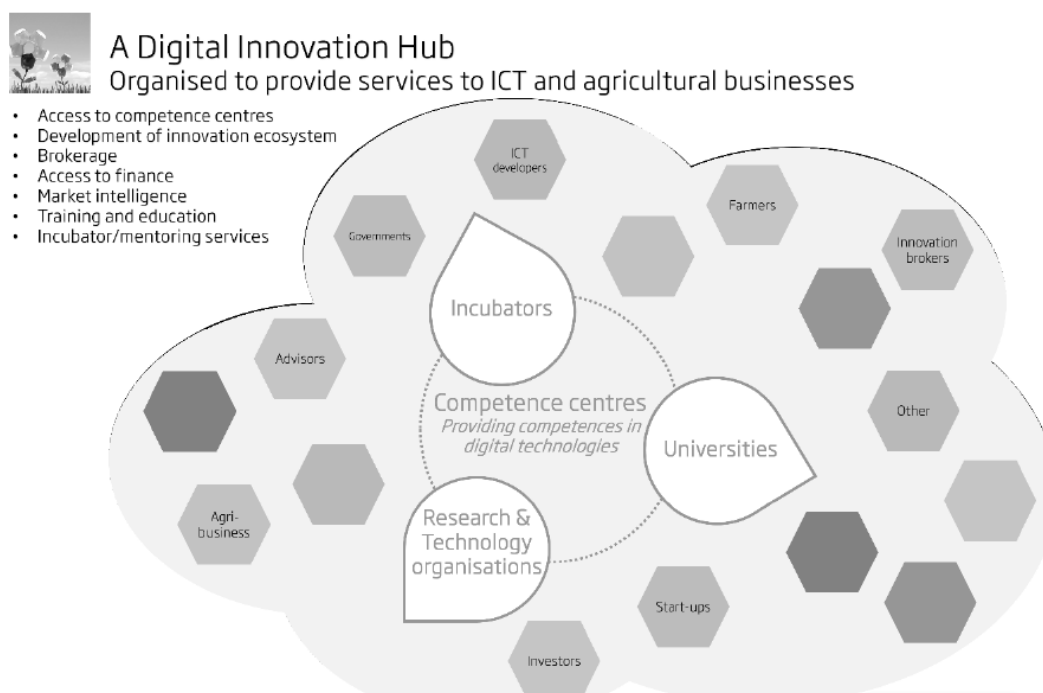 A Digital Innovation Hub
Organised to provide services to ICT and agricultural businesses
• Access to competence centres
• Development of innovation ecosystem
• Brokerage
• Access to finance
• Market intelligence
• Training and education
• Incubator/mentoring services
ICT
developers
Farmers
Governments
Innovation
brokers
Incubators
Advisors
Competence centres
Providing competences in
digital technologies
Other
Universities
Agri-
business
Research &
Technology
organisations
Start-ups
Investors